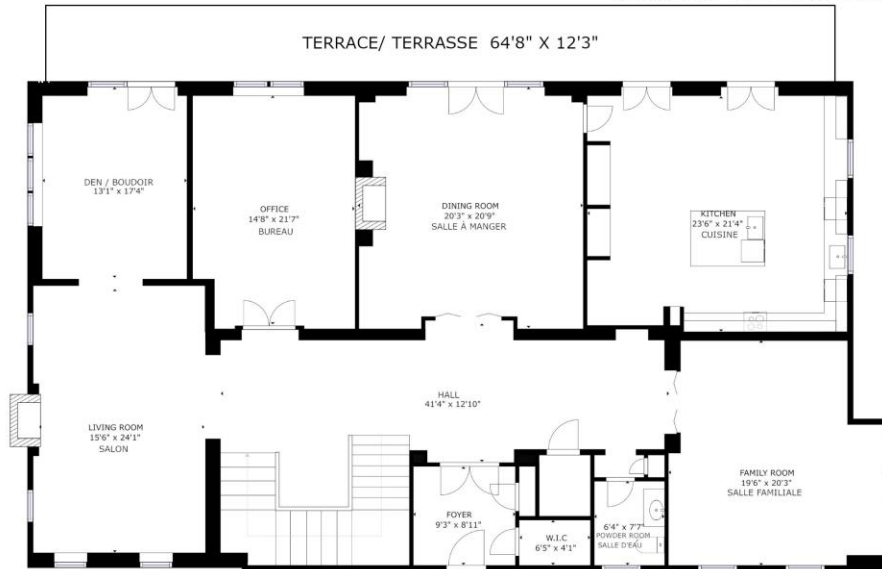 TERRACE/ TERRASSE 64'8" X 12'3"
DEN / BOUDOIR
13'1" x 17'4"
OFFICE
14'8" x 21'7"
BUREAU
DINING ROOM
20'3" x 20'9"
SALLE À MANGER
KITCHEN
23'6" x 21'4"
CUISINE
LIVING ROOM
15'6" x 24'1"
SALON
HALL
41'4" x 12'10"
FOYER
9'3" x 8'11"
W.I.C
6'5" x 4'1"
6'4" x 7'7"
POWDER ROOM
SALLE D'EAU
FAMILY ROOM
19'6" x 20'3"
SALLE FAMILIALE